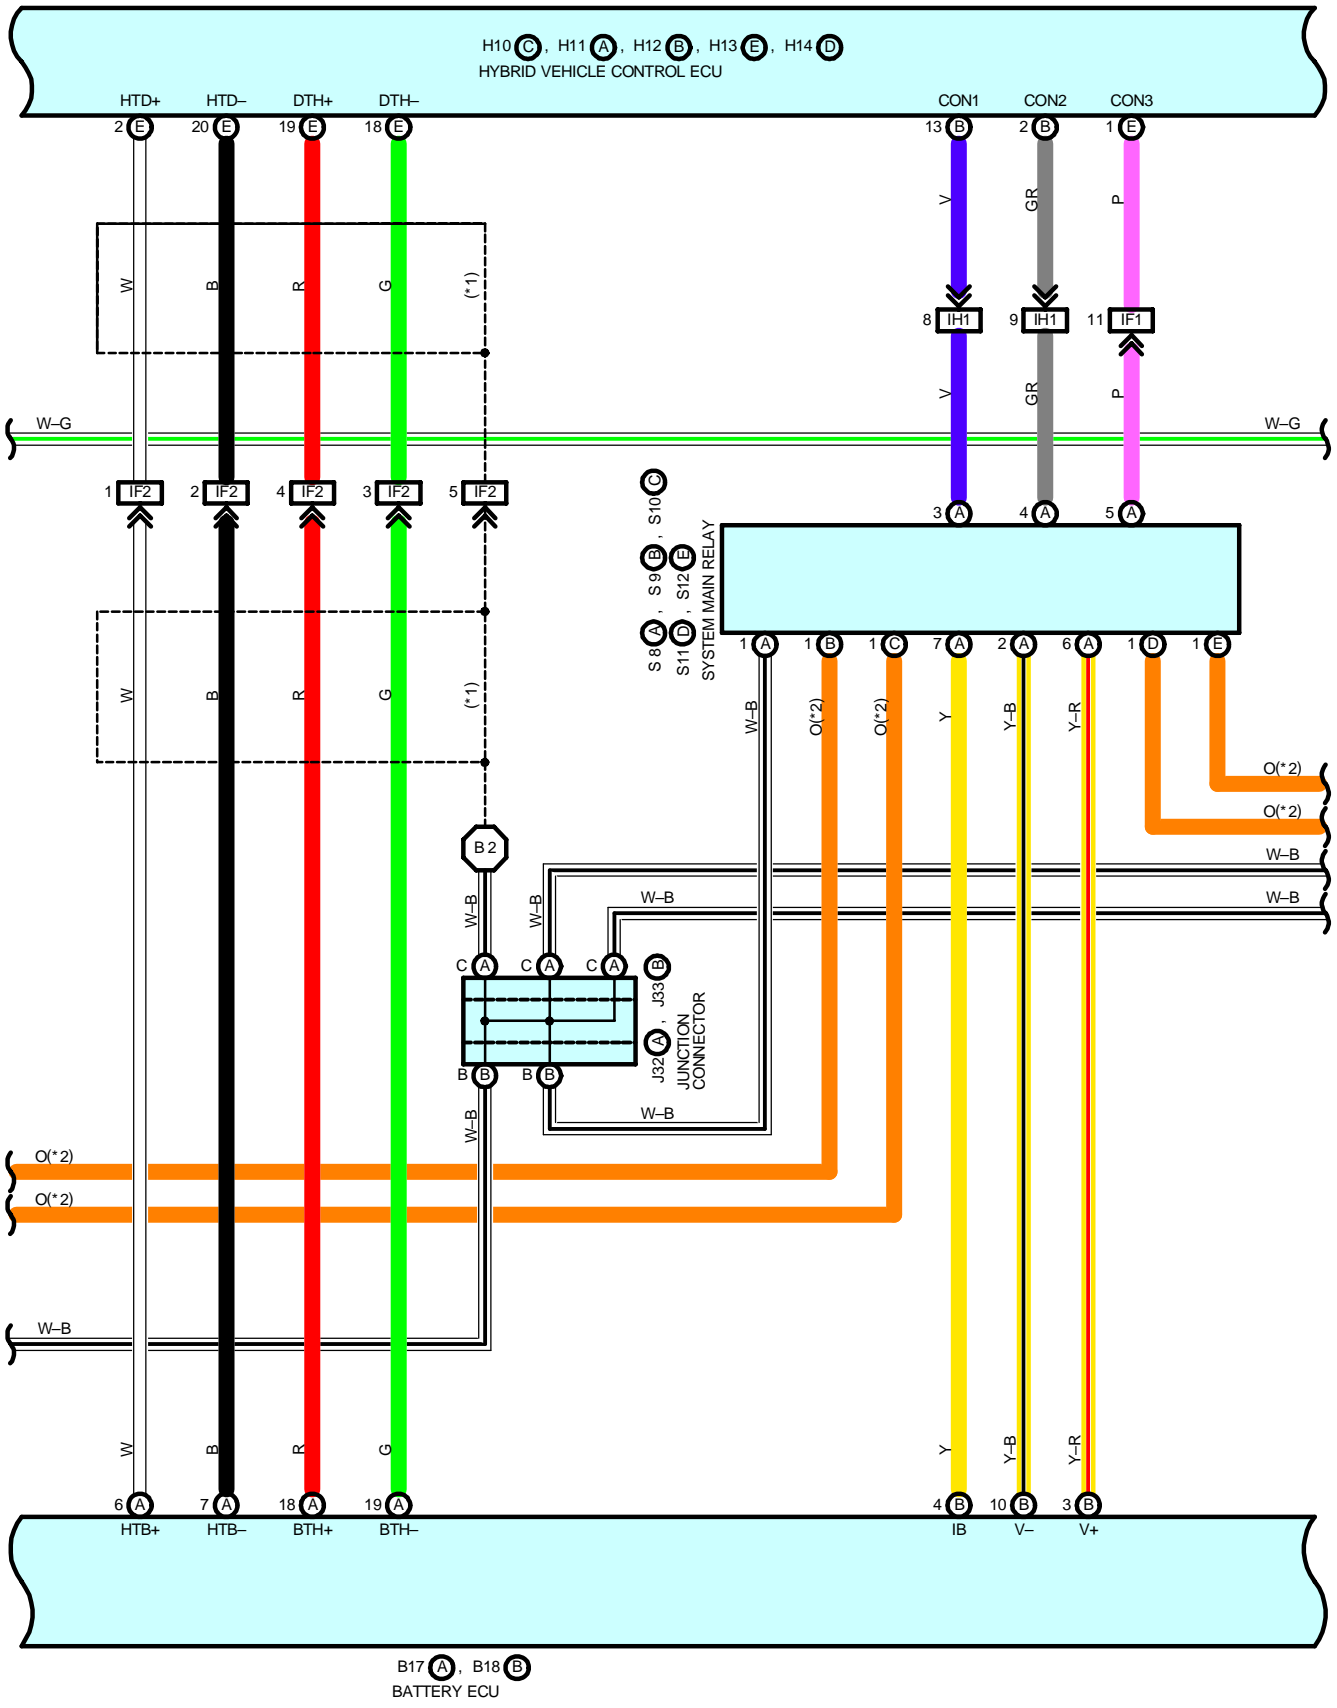 H10 C , H11 A , H12 B , H13 E , H14 D
HYBRID VEHICLE CONTROL ECU
HTD+ HTD– DTH+ DTH– CON1 CON2 CON3
2 E 20 E 19 E 18 E 13 B 2 B 1 E
V GR P
W B R G (*1)
8 IH1 9 IH1 11 IF1
V GR P
W–G W–G
1 IF2 2 IF2 4 IF2 3 IF2 5 IF2
3 A 4 A 5 A
S 8 A , S 9 B , S10 C
S11 D , S12 E
SYSTEM MAIN RELAY
1 A 1 B 1 C 7 A 2 A 6 A 1 D 1 E
W B R G (*1)
W–B O(*2) O(*2) Y Y–B Y–R
O(*2)
O(*2)
B 2
W–B
W–B W–B W–B W–B
C A C A C A
J32 A , J33 B
JUNCTION
CONNECTOR
B B B B
W–B W–B
O(*2)
O(*2)
W–B
W B R G Y Y–B Y–R
6 A 7 A 18 A 19 A 4 B 10 B 3 B
HTB+ HTB– BTH+ BTH– IB V– V+
B17 A , B18 B
BATTERY ECU